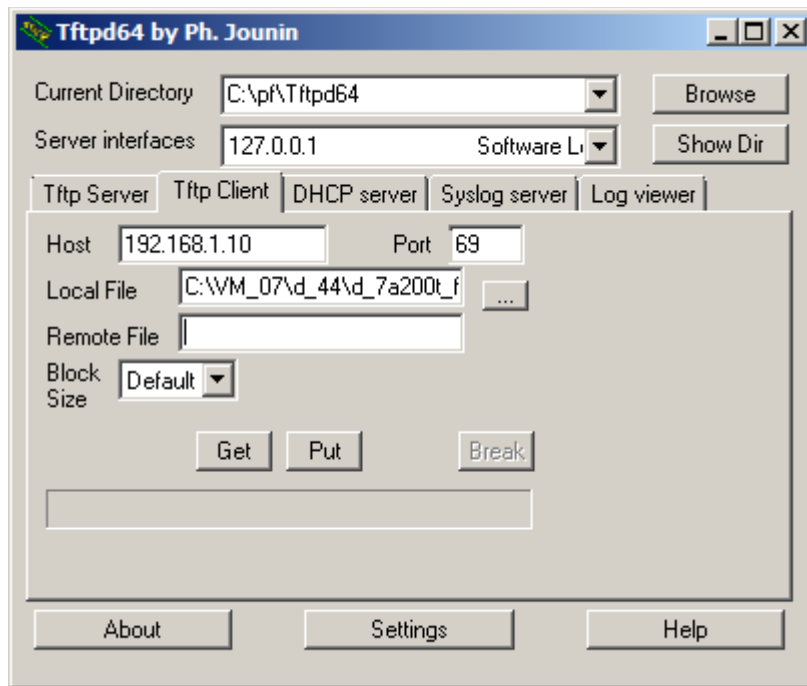 Tftpd64 by Ph. Jounin
Current Directory C:\pf\Tftpd64 Browse
Server interfaces 127.0.0.1 Software L Show Dir
Tftp Server Tftp Client DHCP server Syslog server Log viewer
Host 192.168.1.10 Port 69
Local File C:\VM_07\d_44\d_7a200t_f ...
Remote File
Block Size Default
Get Put Break
About Settings Help